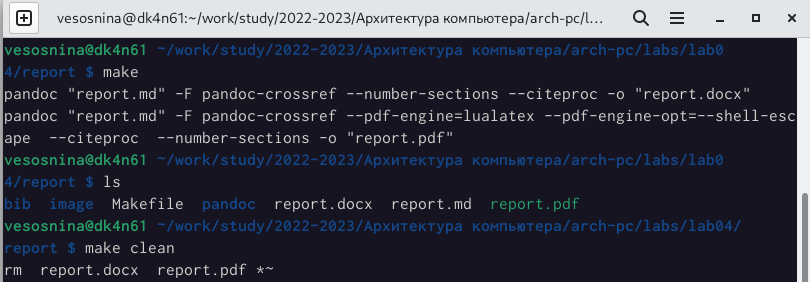 vesosnina@dk4n61:~/work/study/2022-2023/Архитектура компьютера/arch-pc/l...
vesosnina@dk4n61 ~/work/study/2022-2023/Архитектура компьютера/arch-pc/labs/lab0
4/report $ make
pandoc "report.md" -F pandoc-crossref --number-sections --citeproc -o "report.docx"
pandoc "report.md" -F pandoc-crossref --pdf-engine=lualatex --pdf-engine-opt=--shell-esc
ape  --citeproc  --number-sections -o "report.pdf"
vesosnina@dk4n61 ~/work/study/2022-2023/Архитектура компьютера/arch-pc/labs/lab0
4/report $ ls
bib  image  Makefile  pandoc  report.docx  report.md  report.pdf
vesosnina@dk4n61 ~/work/study/2022-2023/Архитектура компьютера/arch-pc/labs/lab04/
report $ make clean
rm  report.docx  report.pdf *~